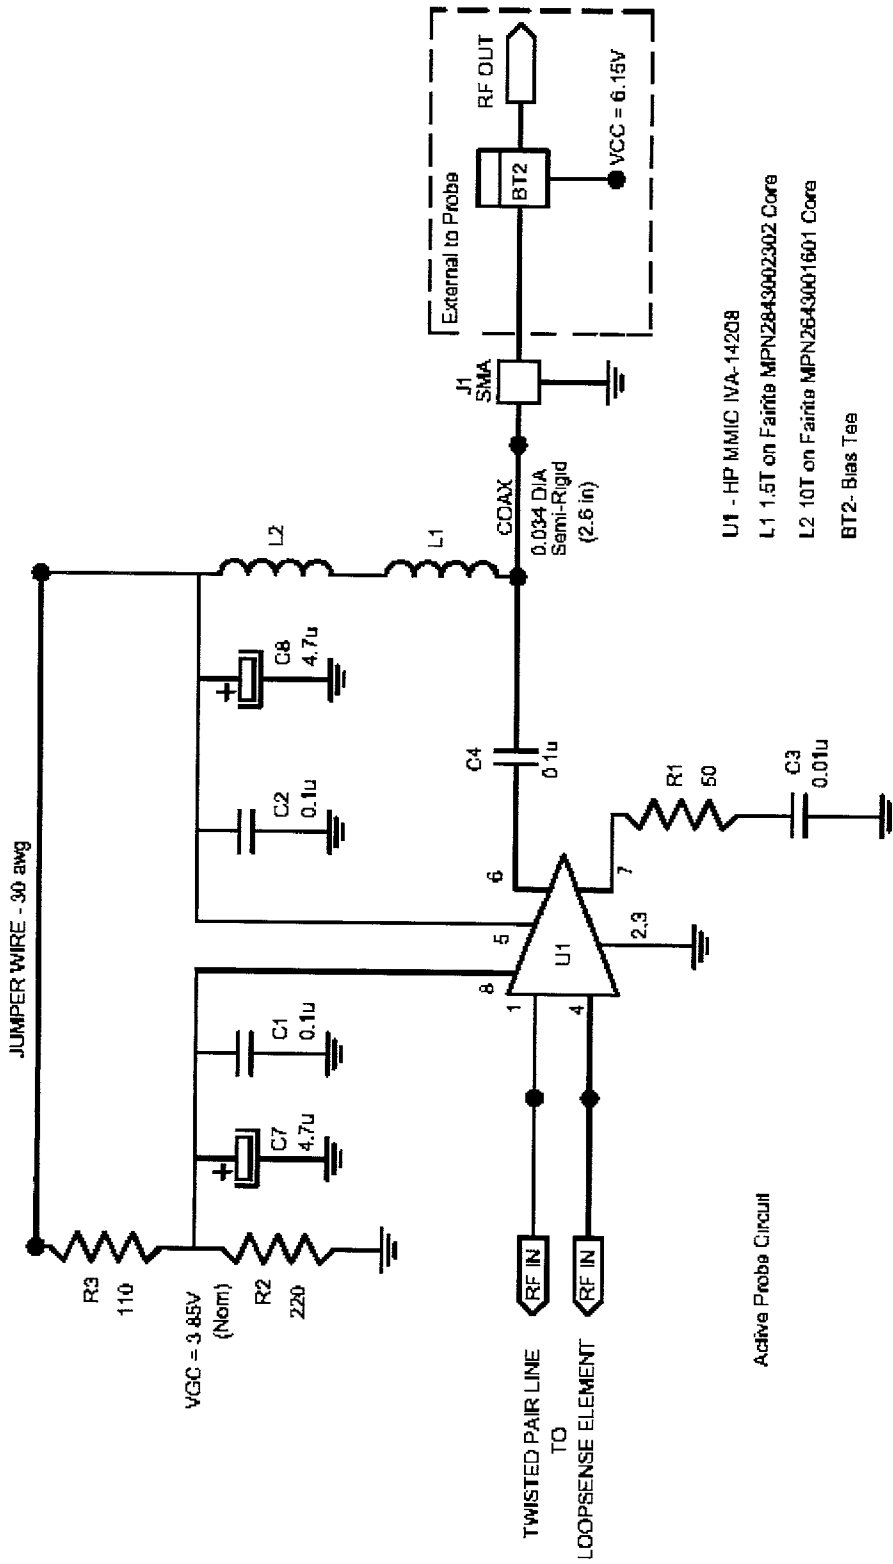 JUMPER WIRE - 30 awg
R3
110
VGC = 3.85V
(Nom)
R2
220
+
C7
4.7u
C1
0.1u
C2
0.1u
+
C8
4.7u
L2
L1
8
5
1
4
U1
6
7
2,3
C4
0.1u
R1
50
C3
0.01u
COAX
0.034 DIA
Semi-Rigid
(2.6 in)
J1
SMA
External to Probe
BT2
RF OUT
VCC = 6.15V
TWISTED PAIR LINE
TO
LOOPSENSE ELEMENT
RF IN
RF IN
Active Probe Circuit
U1 - HP MMIC IVA-14208
L1 1.5T on Fairite MPN2843002302 Core
L2 10T on Fairite MPN2643001601 Core
BT2- Bias Tee